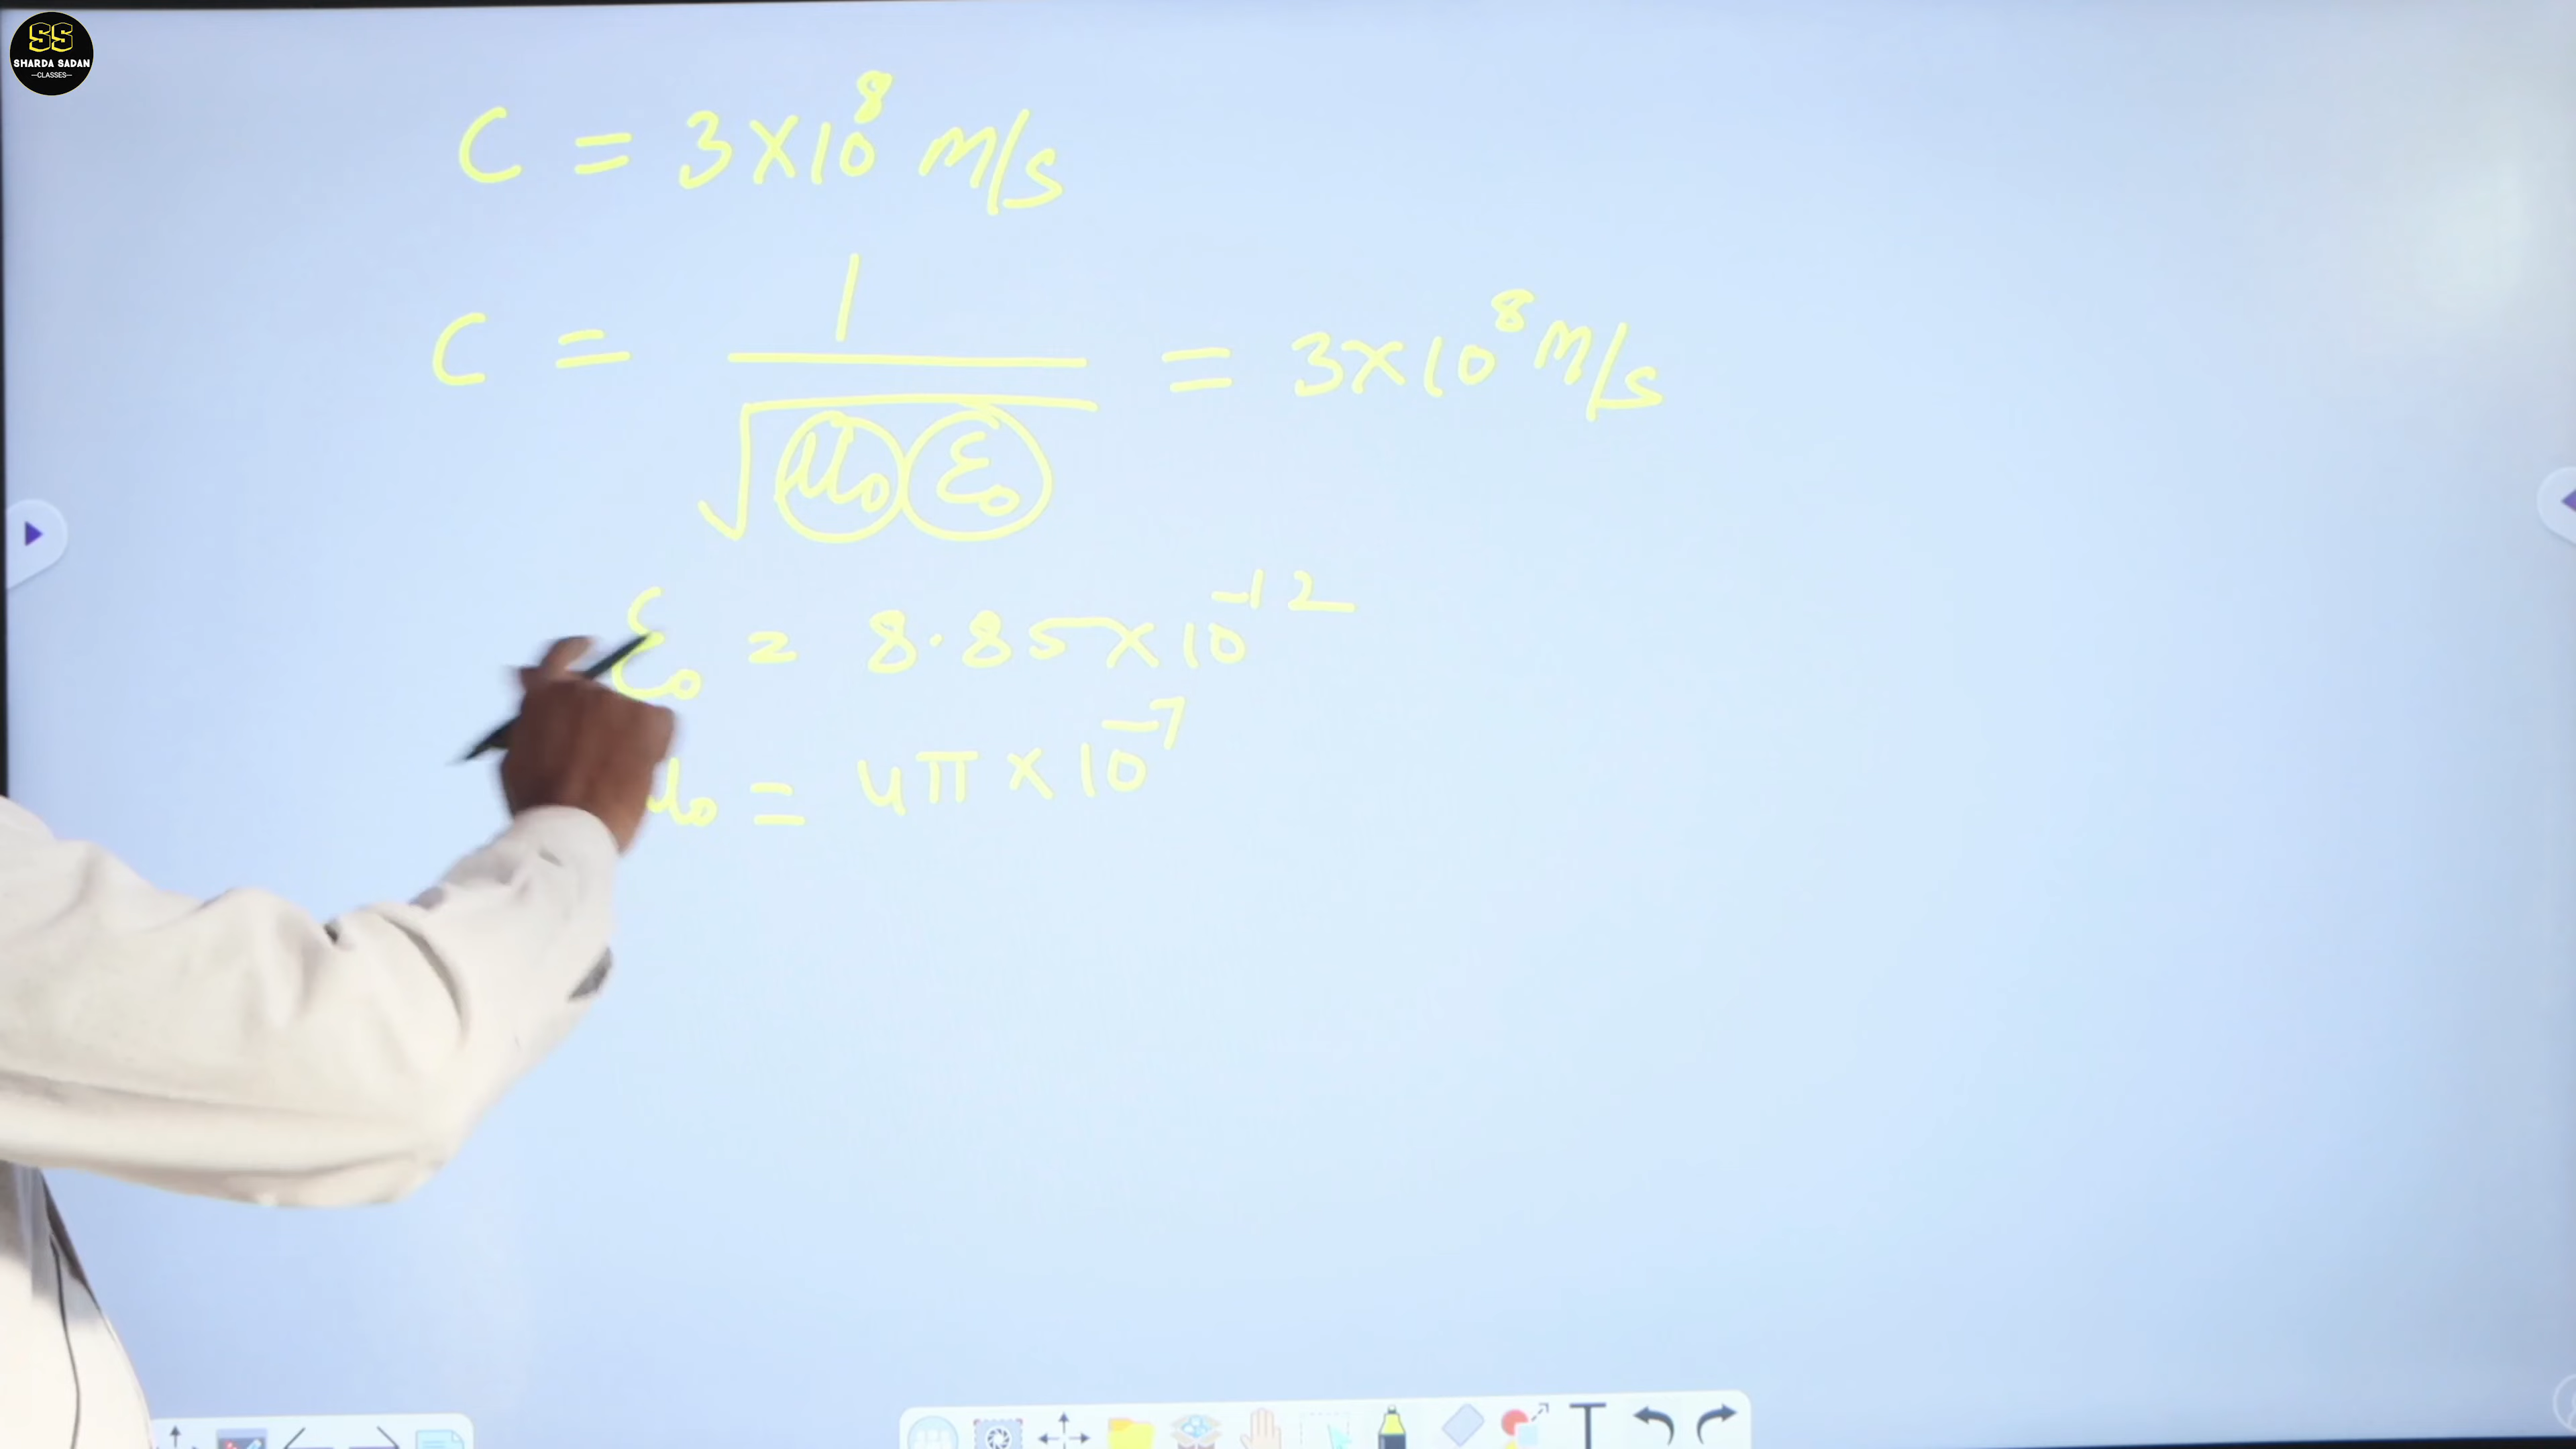 SS
SHARDA SADAN
—CLASSES—
C = 3×10⁸ m/s
C = 1/√(μ₀ε₀) = 3×10⁸ m/s
ε₀ = 8.85×10⁻¹²
μ₀ = 4π×10⁻⁷
T